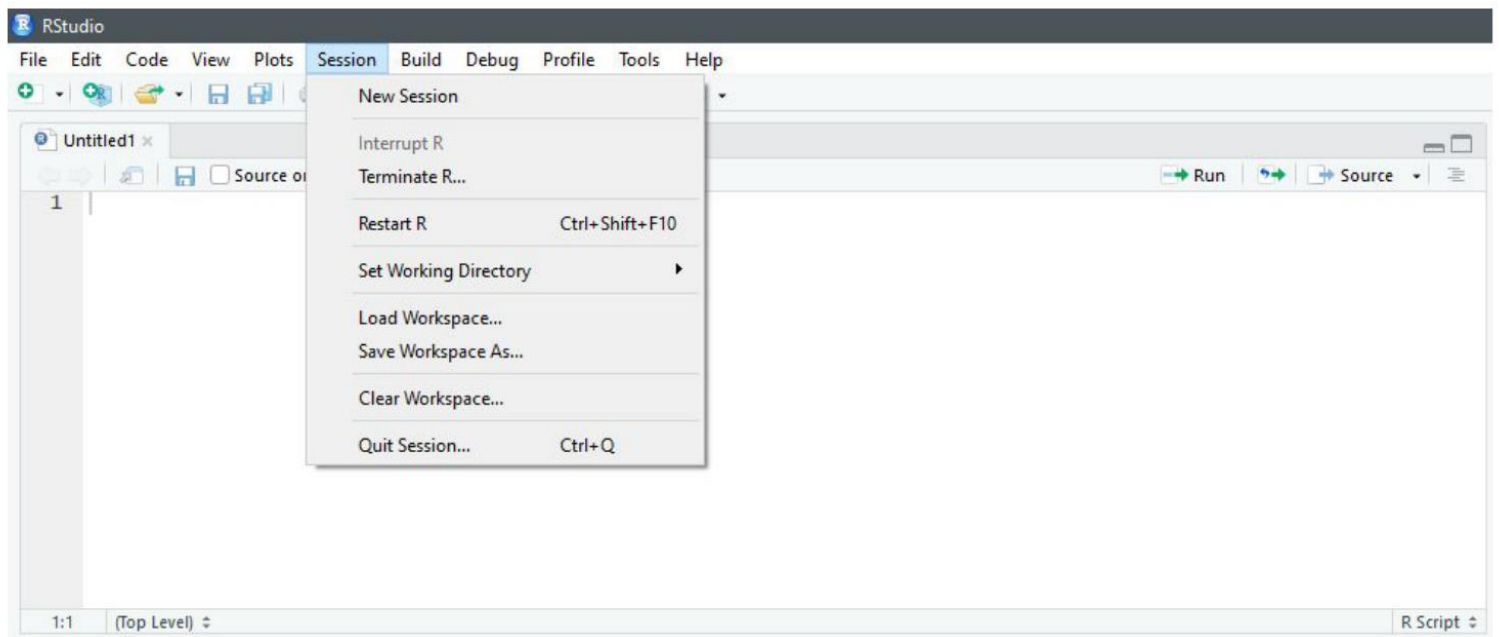 RStudio
File Edit Code View Plots Session Build Debug Profile Tools Help
New Session
Untitled1
Interrupt R
Source
Run
Source
Terminate R...
1
Restart R Ctrl+Shift+F10
Set Working Directory
Load Workspace...
Save Workspace As...
Clear Workspace...
Quit Session... Ctrl+Q
1:1 (Top Level) R Script